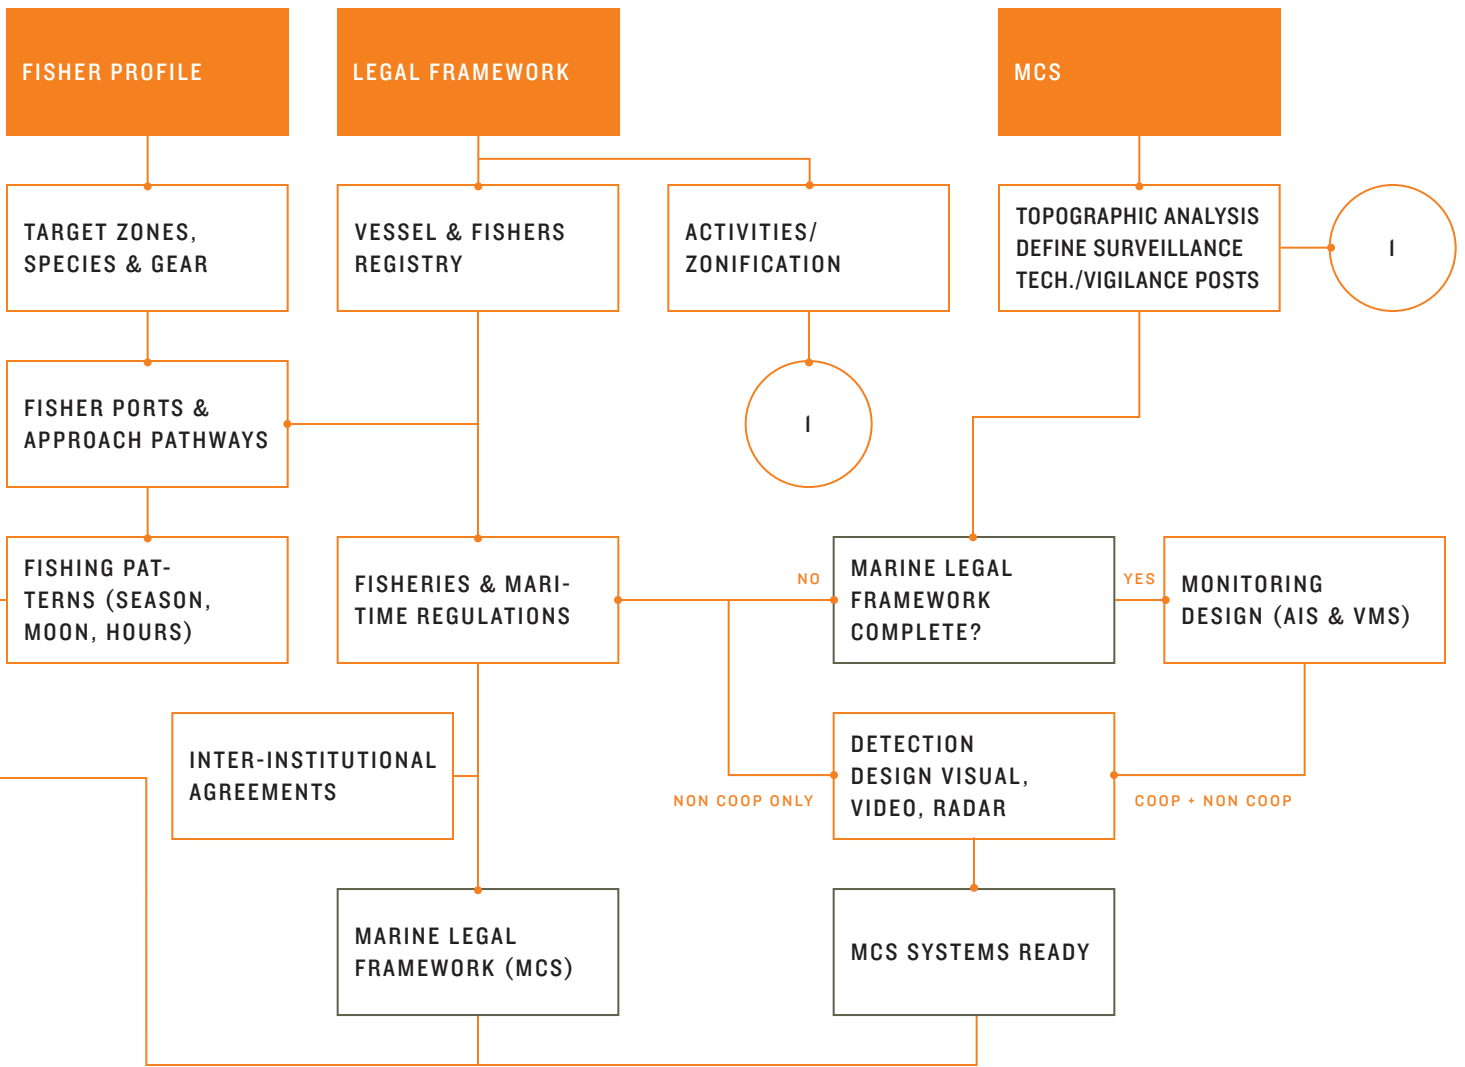 FISHER PROFILE
LEGAL FRAMEWORK
MCS
TARGET ZONES,
SPECIES & GEAR
VESSEL & FISHERS
REGISTRY
ACTIVITIES/
ZONIFICATION
TOPOGRAPHIC ANALYSIS
DEFINE SURVEILLANCE
TECH./VIGILANCE POSTS
1
FISHER PORTS &
APPROACH PATHWAYS
1
FISHING PAT-
TERNS (SEASON,
MOON, HOURS)
FISHERIES & MARI-
TIME REGULATIONS
NO
MARINE LEGAL
FRAMEWORK
COMPLETE?
YES
MONITORING
DESIGN (AIS & VMS)
INTER-INSTITUTIONAL
AGREEMENTS
NON COOP ONLY
DETECTION
DESIGN VISUAL,
VIDEO, RADAR
COOP + NON COOP
MARINE LEGAL
FRAMEWORK (MCS)
MCS SYSTEMS READY